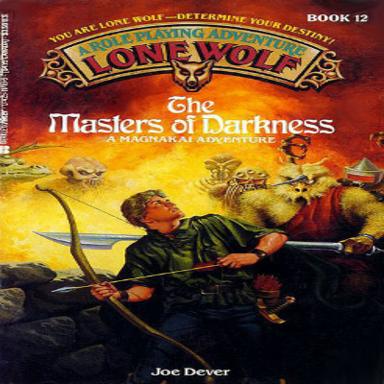 BOOK 12
YOU ARE LONE WOLF—DETERMINE YOUR DESTINY!
A ROLE PLAYING ADVENTURE
LONE WOLF
The
Masters of Darkness
A MAGNAKAI ADVENTURE
Joe Dever